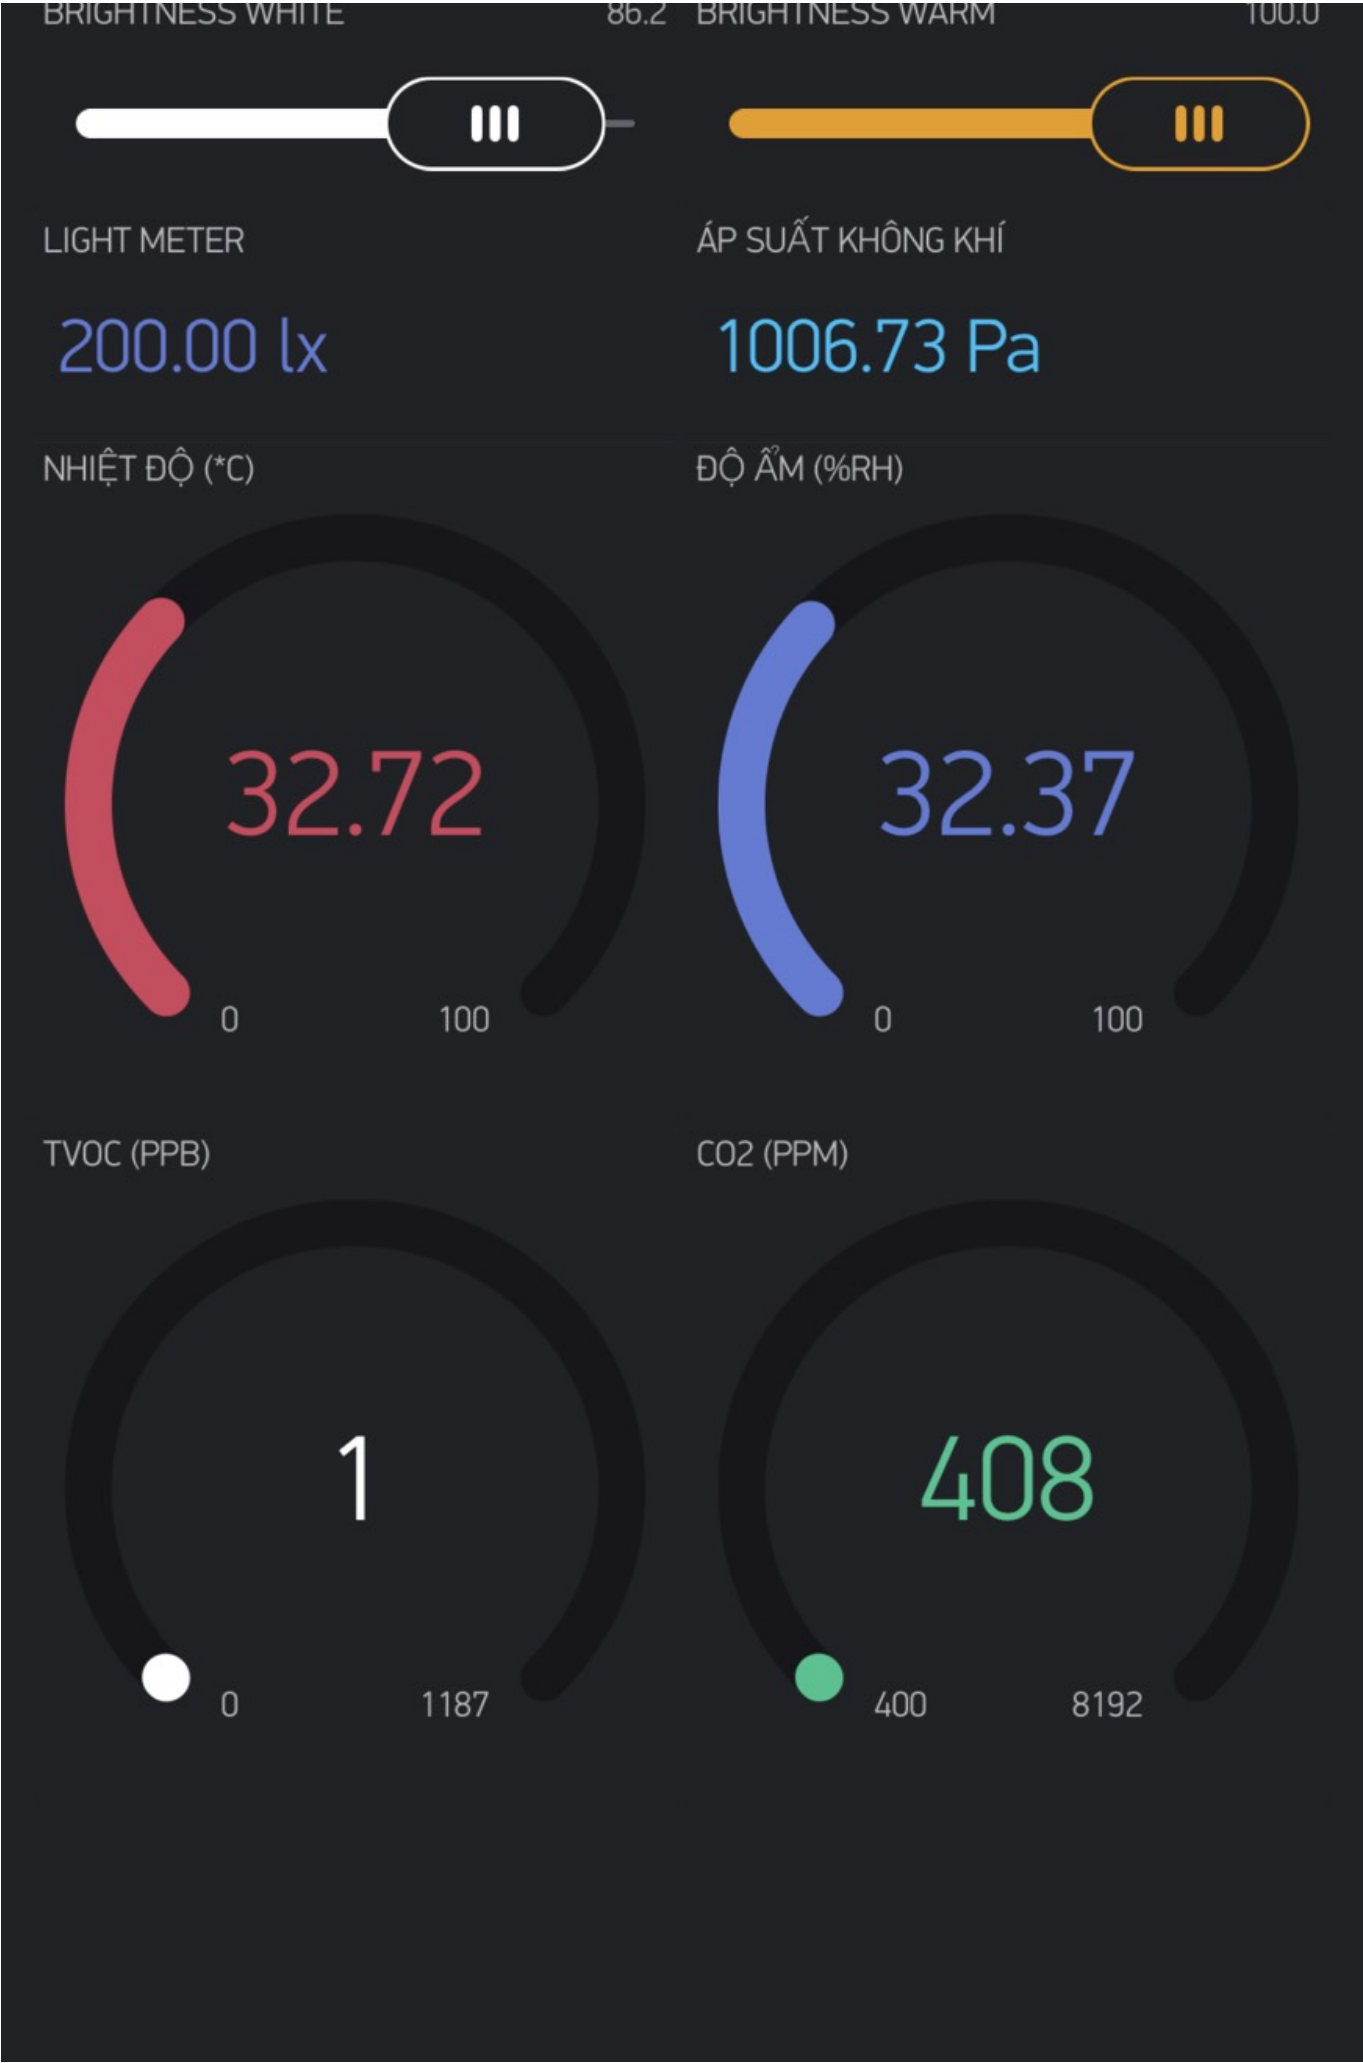 BRIGHTNESS WHITE 86.2 BRIGHTNESS WARM 100.0
LIGHT METER ÁP SUẤT KHÔNG KHÍ
200.00 lx 1006.73 Pa
NHIỆT ĐỘ (*C) ĐỘ ẨM (%RH)
32.72 32.37
0 100 0 100
TVOC (PPB) CO2 (PPM)
1 408
0 1187 400 8192